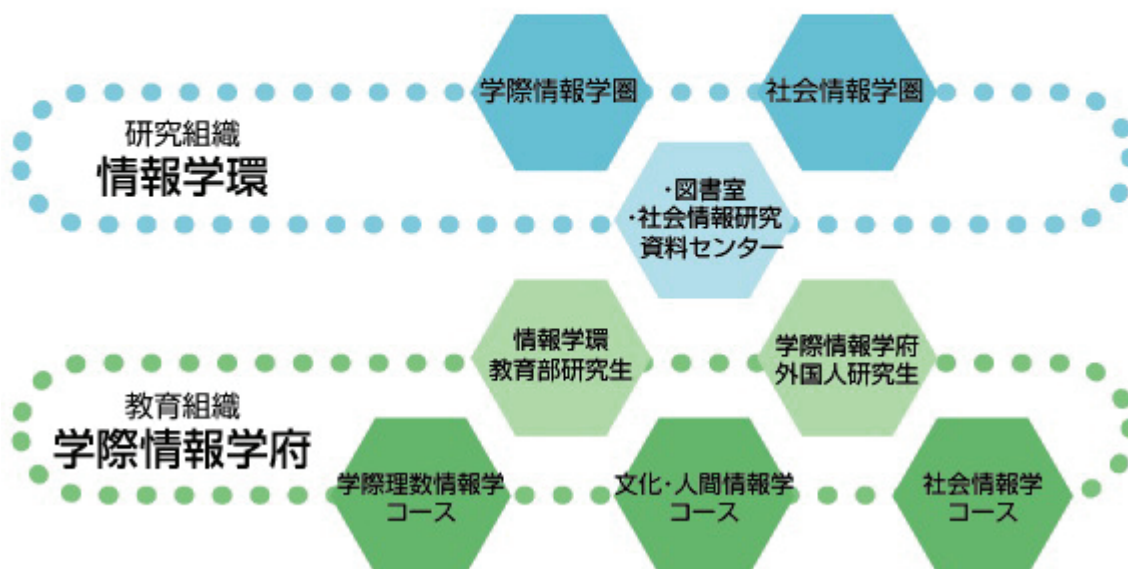 学際情報学圏
社会情報学圏
研究組織
情報学環
・図書室
・社会情報研究
資料センター
情報学環
教育部研究生
学際情報学府
外国人研究生
教育組織
学際情報学府
学際理数情報学
コース
文化・人間情報学
コース
社会情報学
コース